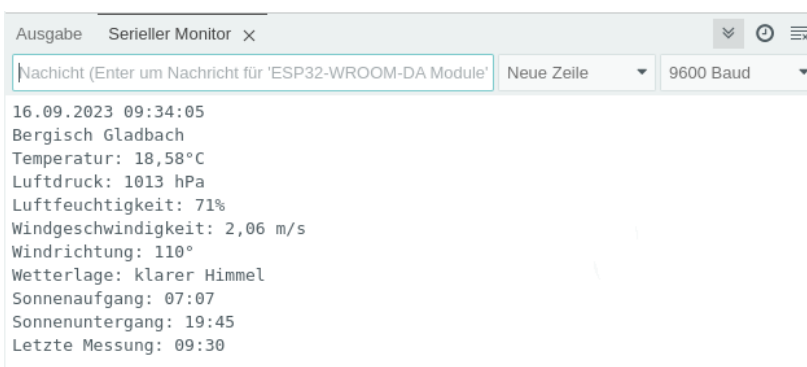 Ausgabe Serieller Monitor
Nachicht (Enter um Nachricht für 'ESP32-WROOM-DA Module' Neue Zeile 9600 Baud
16.09.2023 09:34:05
Bergisch Gladbach
Temperatur: 18,58°C
Luftdruck: 1013 hPa
Luftfeuchtigkeit: 71%
Windgeschwindigkeit: 2,06 m/s
Windrichtung: 110°
Wetterlage: klarer Himmel
Sonnenaufgang: 07:07
Sonnenuntergang: 19:45
Letzte Messung: 09:30